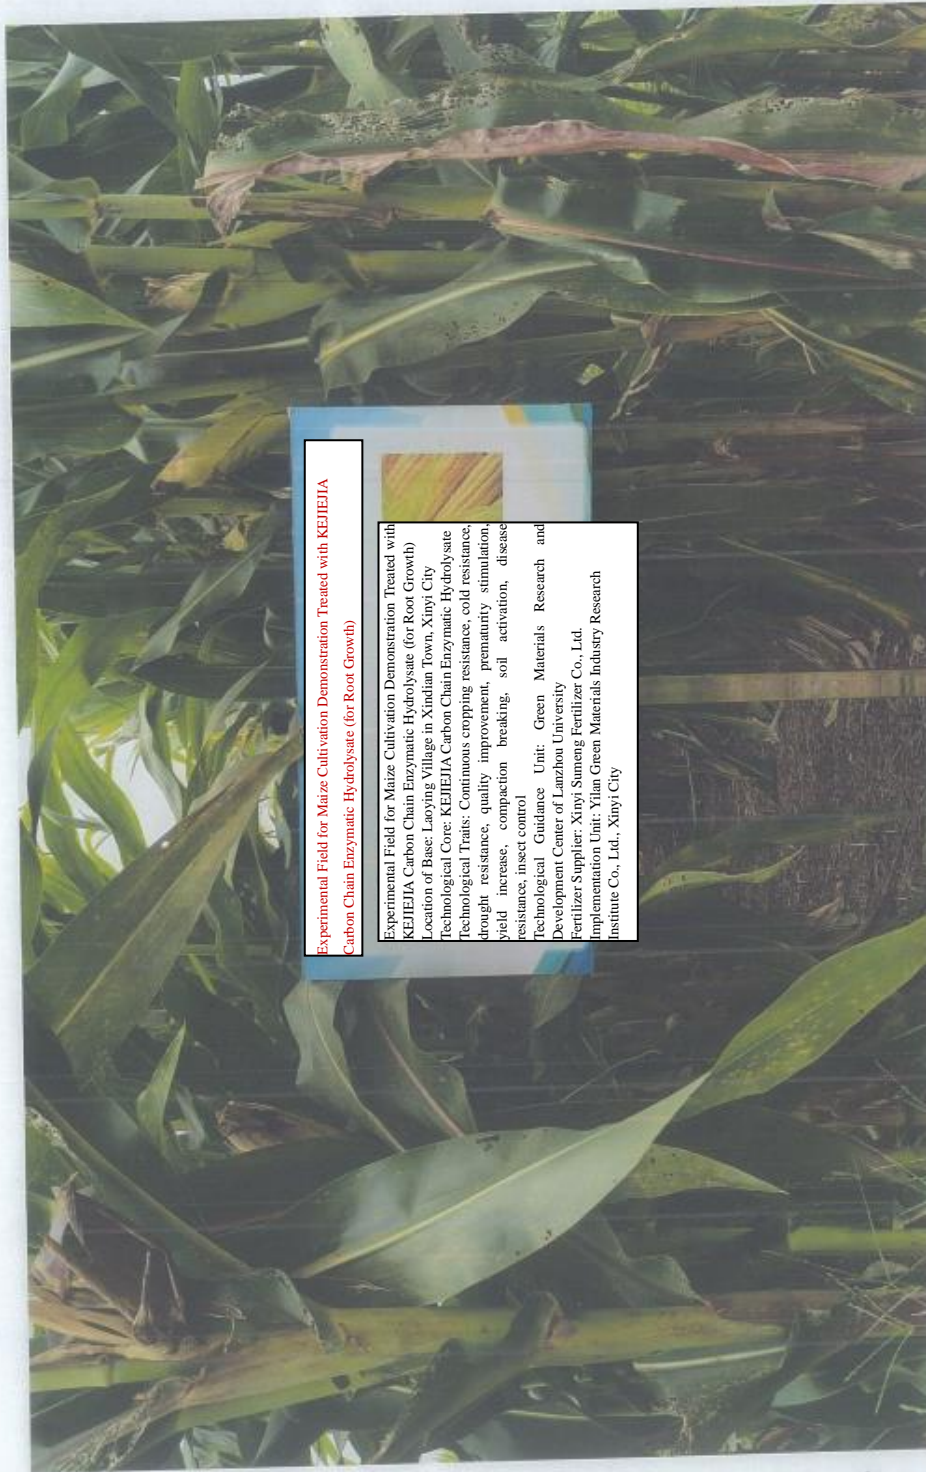 Experimental Field for Maize Cultivation Demonstration Treated with KEJIEJIA
Carbon Chain Enzymatic Hydrolysate (for Root Growth)
Experimental Field for Maize Cultivation Demonstration Treated with
KEJIEJIA Carbon Chain Enzymatic Hydrolysate (for Root Growth)
Location of Base: Laoying Village in Xindian Town, Xinyi City
Technological Core: KEJIEJIA Carbon Chain Enzymatic Hydrolysate
Technological Traits: Continuous cropping resistance, cold resistance,
drought resistance, quality improvement, prematurity stimulation,
yield increase, compaction breaking, soil activation, disease
resistance, insect control
Technological Guidance Unit: Green Materials Research and
Development Center of Lanzhou University
Fertilizer Supplier: Xinyi Sumeng Fertilizer Co., Ltd.
Implementation Unit: Yilan Green Materials Industry Research
Institute Co., Ltd., Xinyi City